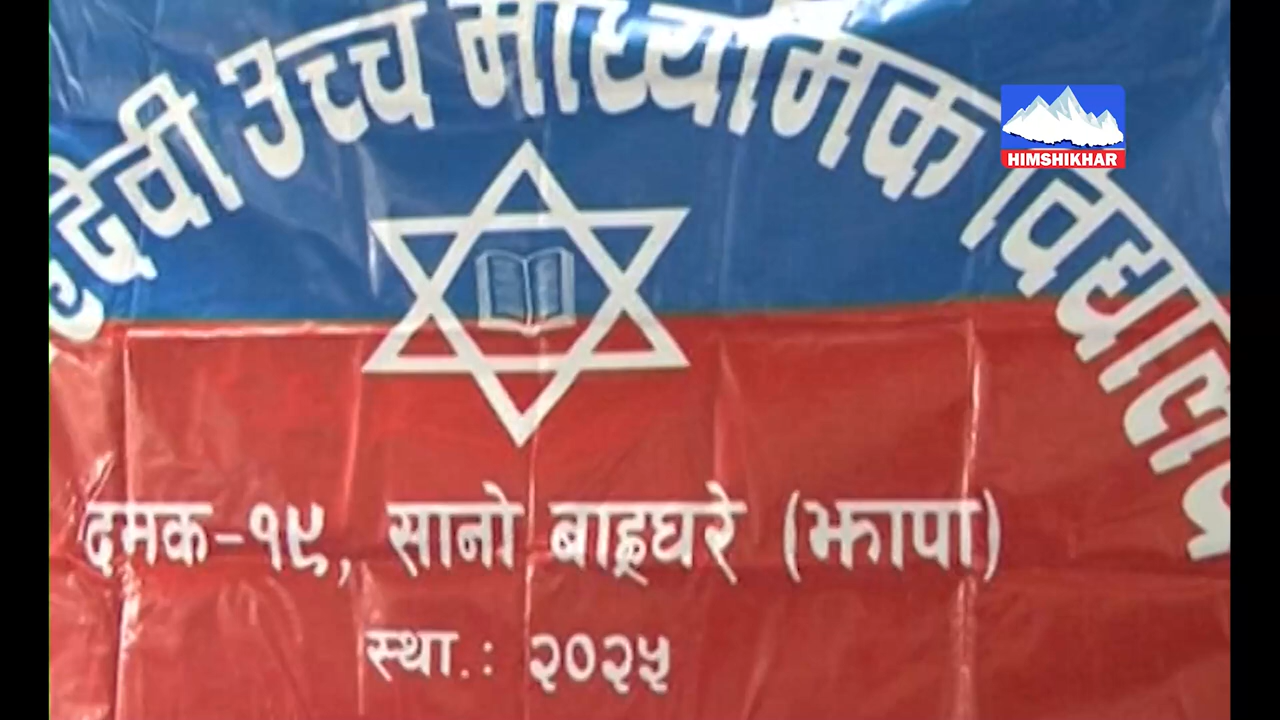 देवी उच्च माध्यमिक विद्यालय
HIMSHIKHAR
दमक-१९, सानो बाह्रघरे (झापा)
स्था.: २०२५